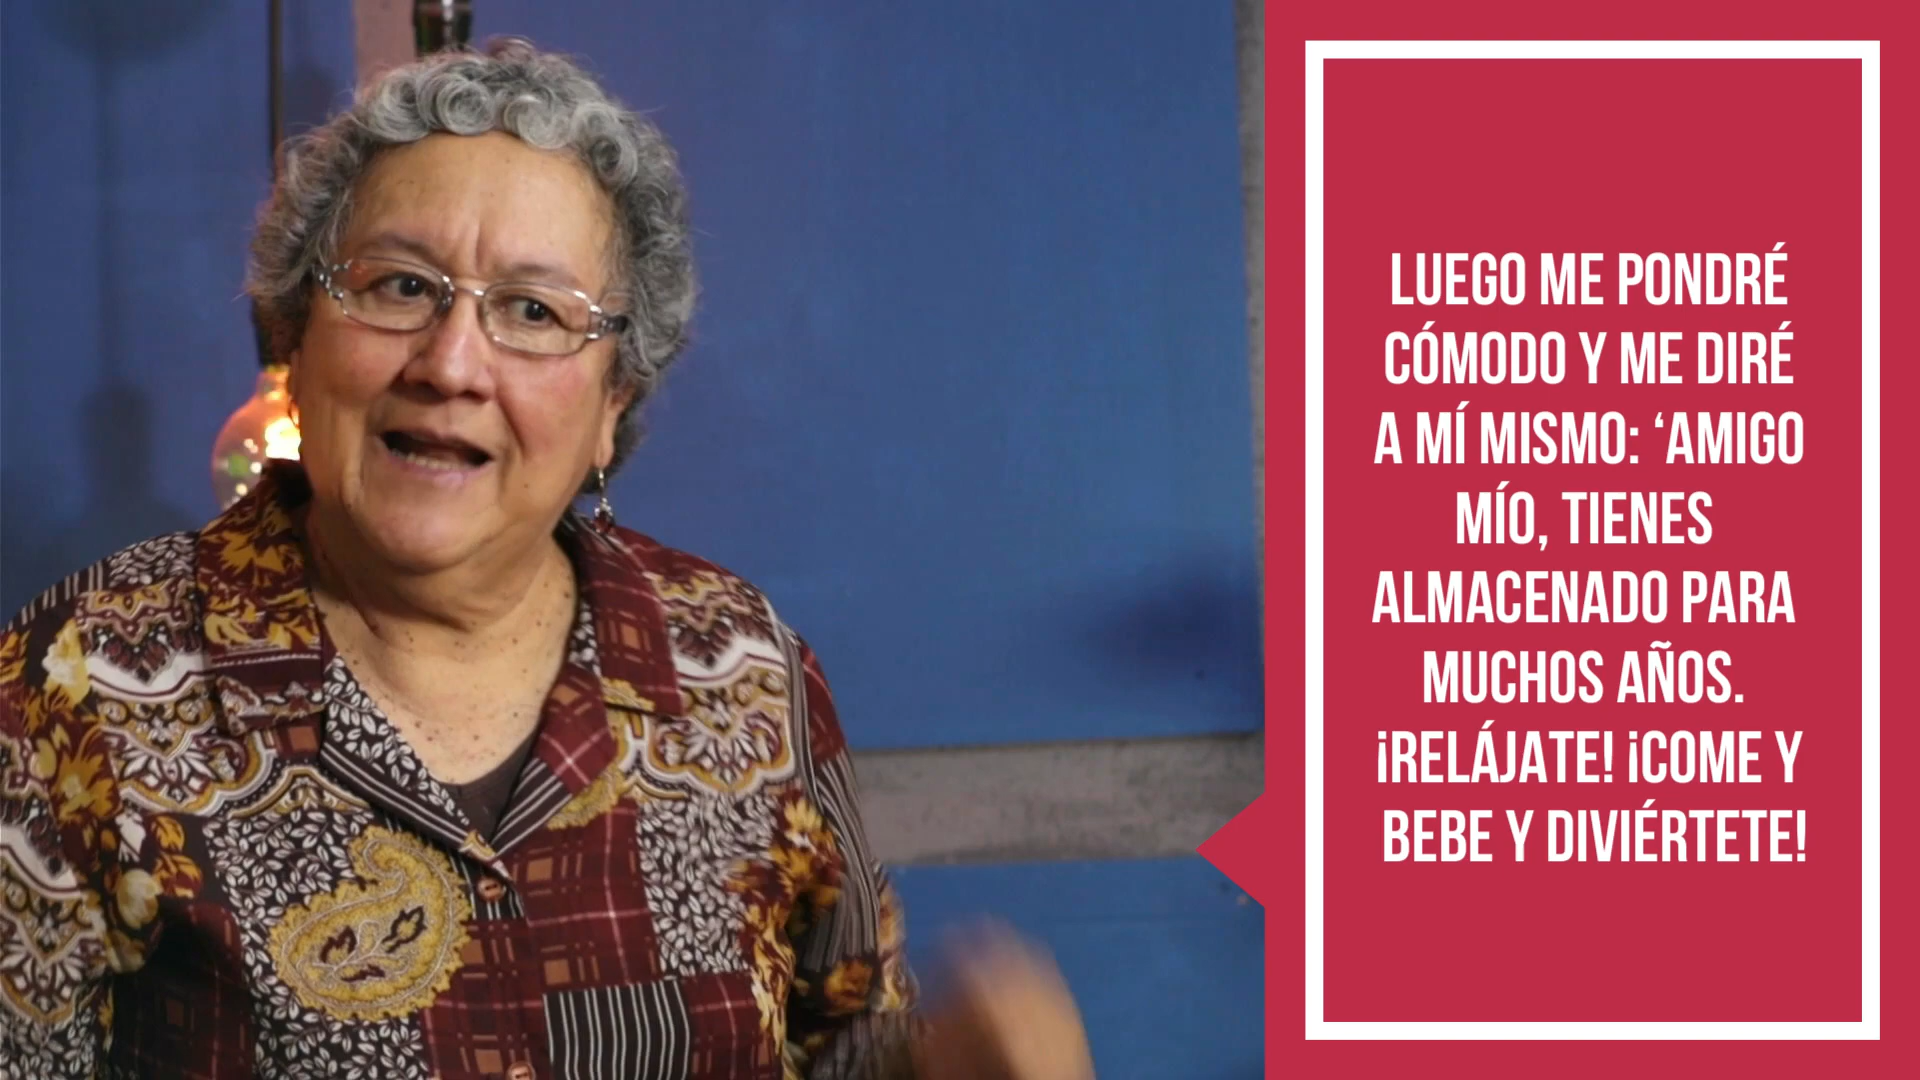 LUEGO ME PONDRÉ
CÓMODO Y ME DIRÉ
A MÍ MISMO: ‘AMIGO
MÍO, TIENES
ALMACENADO PARA
MUCHOS AÑOS.
¡RELÁJATE! ¡COME Y
BEBE Y DIVIÉRTETE!